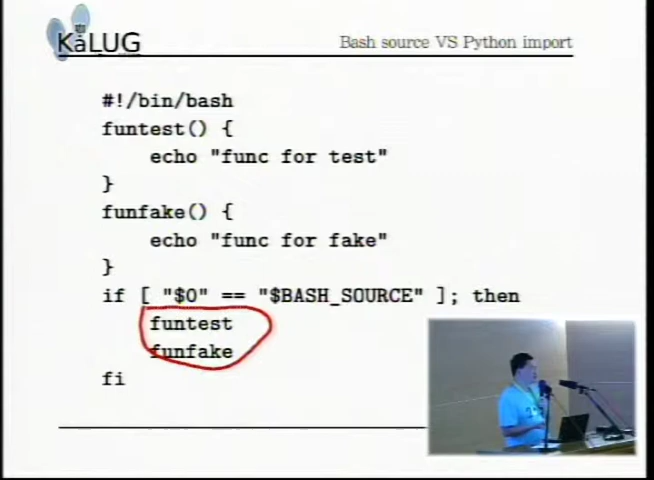 KaLUG
Bash source VS Python import
#!/bin/bash
funtest() {
    echo "func for test"
}
funfake() {
    echo "func for fake"
}
if [ "$0" == "$BASH_SOURCE" ]; then
    funtest
    funfake
fi